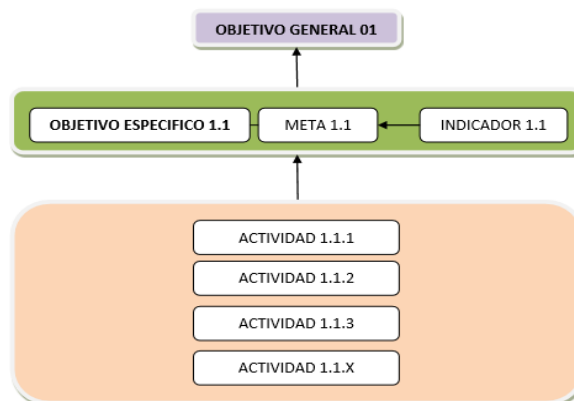 OBJETIVO GENERAL 01
OBJETIVO ESPECIFICO 1.1
META 1.1
INDICADOR 1.1
ACTIVIDAD 1.1.1
ACTIVIDAD 1.1.2
ACTIVIDAD 1.1.3
ACTIVIDAD 1.1.X